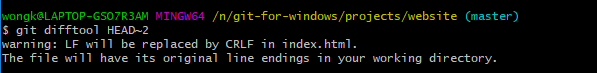 wongk@LAPTOP-GSO7R3AM MINGW64 /n/git-for-windows/projects/website (master)
$ git difftool HEAD~2
warning: LF will be replaced by CRLF in index.html.
The file will have its original line endings in your working directory.